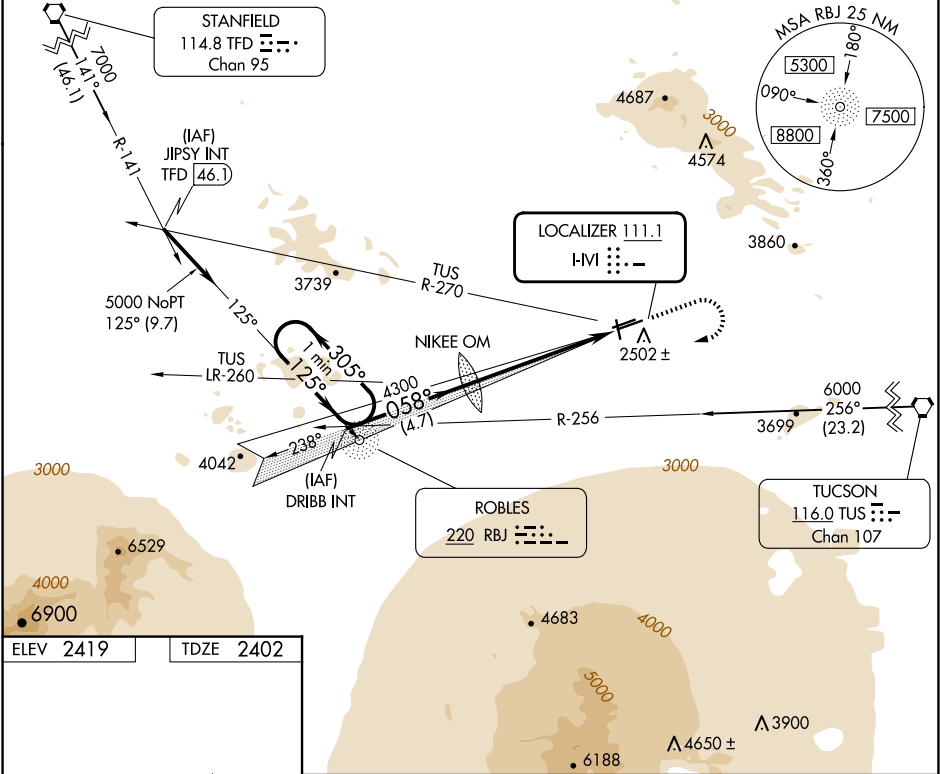 STANFIELD
114.8 TFD
Chan 95
7000
141°
(46.1)
R-141
(IAF)
JIPSY INT
TFD 46.1
MSA RBJ 25 NM
180°
5300
090°
7500
8800
360°
4687
3000
4574
LOCALIZER 111.1
I-IVI
3860
3739
TUS
R-270
5000 NoPT
125° (9.7)
125°
NIKEE OM
2502 ±
1 min
305°
125°
TUS
LR-260
4300
058°
(4.7)
R-256
6000
256°
(23.2)
3699
238°
4042
(IAF)
DRIBB INT
3000
3000
ROBLES
220 RBJ
TUCSON
116.0 TUS
Chan 107
6529
4000
6900
4683
4000
ELEV 2419
TDZE 2402
5000
3900
4650 ±
6188